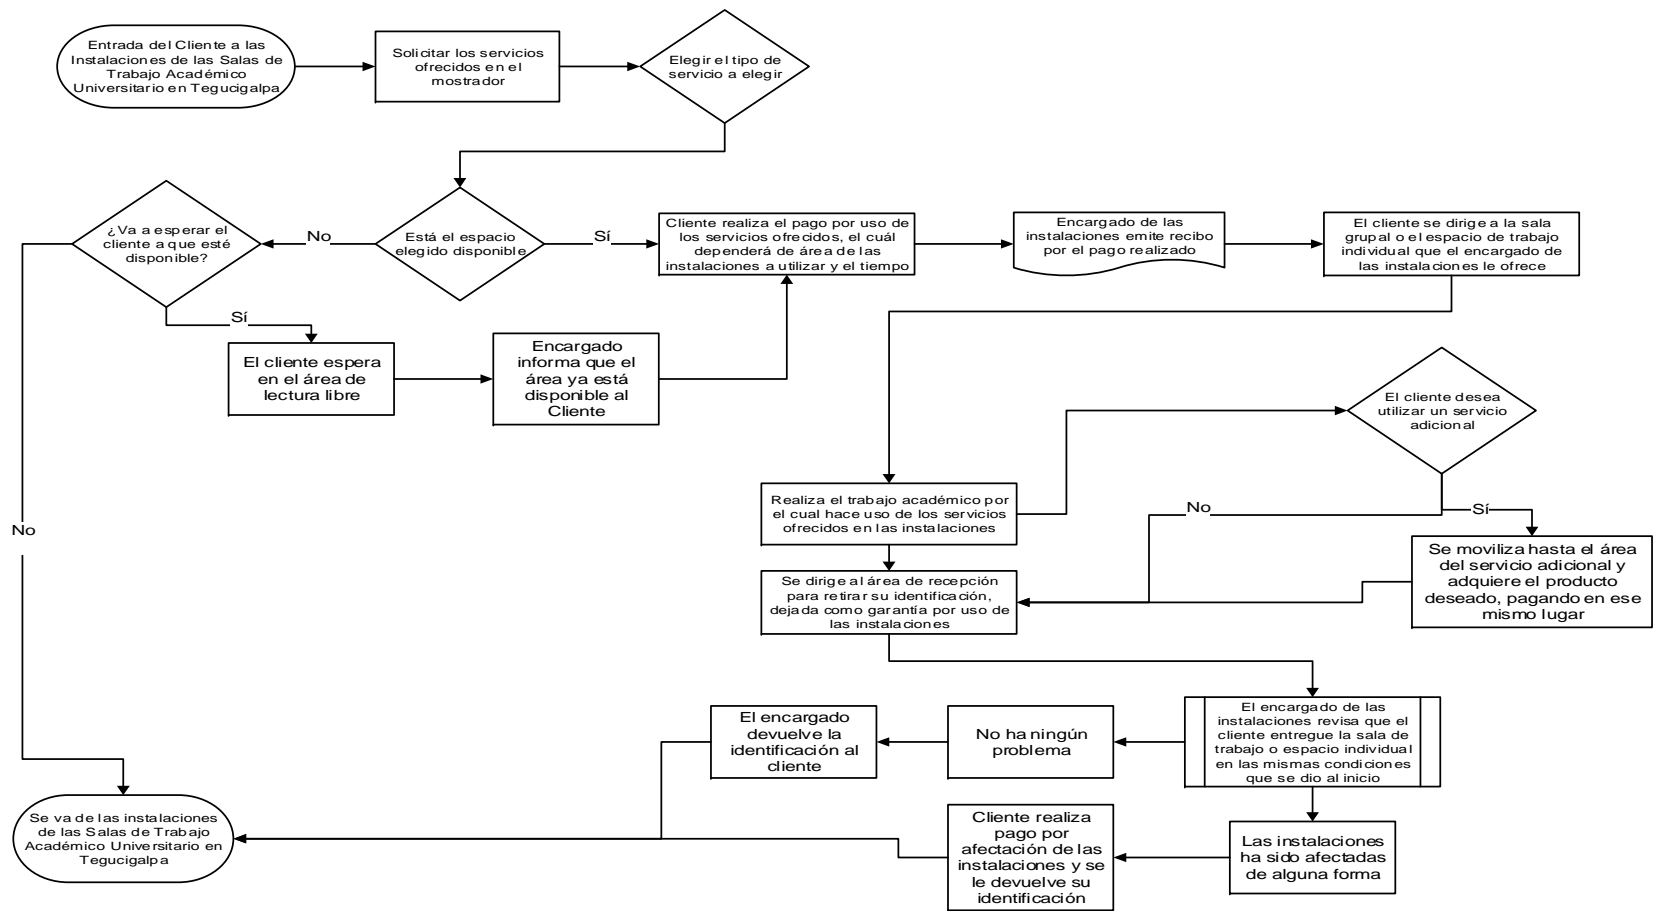 Entrada del Cliente a las
Instalaciones de las Salas de
Trabajo Académico
Universitario en Tegucigalpa
Solicitar los servicios
ofrecidos en el
mostrador
Elegir el tipo de
servicio a elegir
¿Va a esperar el
cliente a que esté
disponible?
No
Está el espacio
elegido disponible
Sí
Cliente realiza el pago por uso de
los servicios ofrecidos, el cuál
dependerá de área de las
instalaciones a utilizar y el tiempo
Encargado de las
instalaciones emite recibo
por el pago realizado
El cliente se dirige a la sala
grupal o el espacio de trabajo
individual que el encargado de
las instalaciones le ofrece
Sí
El cliente espera
en el área de
lectura libre
Encargado
informa que el
área ya está
disponible al
Cliente
El cliente desea
utilizar un servicio
adicional
No
Realiza el trabajo académico por
el cual hace uso de los servicios
ofrecidos en las instalaciones
No
Sí
Se moviliza hasta el área
del servicio adicional y
adquiere el producto
deseado, pagando en ese
mismo lugar
Se dirige al área de recepción
para retirar su identificación,
dejada como garantía por uso de
las instalaciones
El encargado
devuelve la
identificación al
cliente
No ha ningún
problema
El encargado de las
instalaciones revisa que el
cliente entregue la sala de
trabajo o espacio individual
en las mismas condiciones
que se dio al inicio
Se va de las instalaciones
de las Salas de Trabajo
Académico Universitario en
Tegucigalpa
Cliente realiza
pago por
afectación de las
instalaciones y se
le devuelve su
identificación
Las instalaciones
ha sido afectadas
de alguna forma